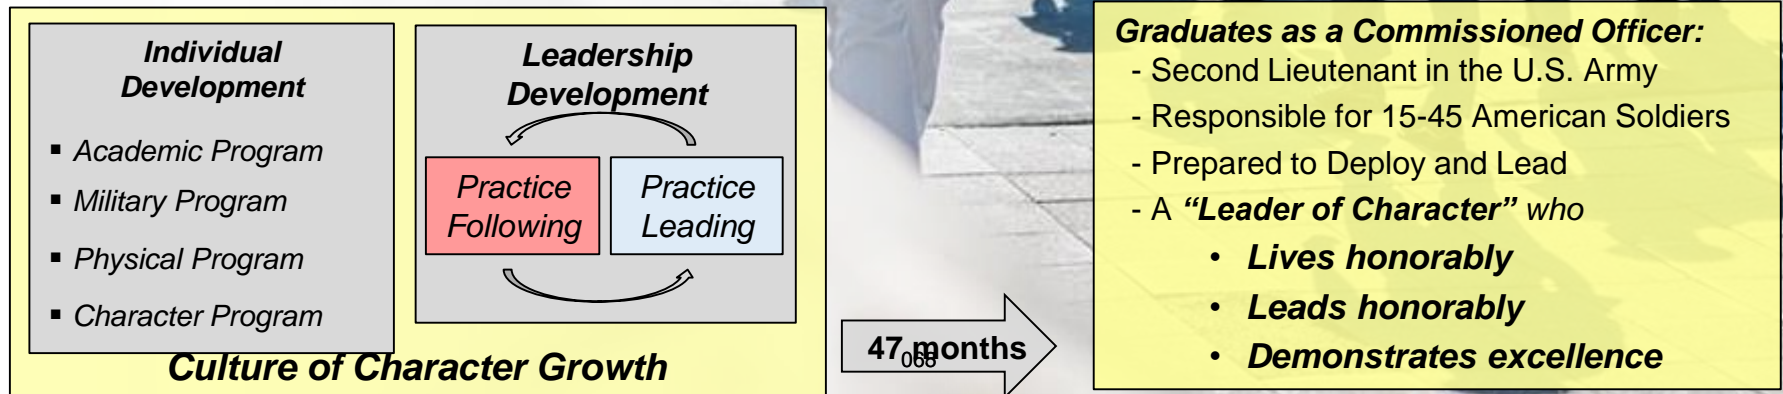 Individual
Development
▪ Academic Program
▪ Military Program
▪ Physical Program
▪ Character Program
Leadership
Development
Practice
Following
Practice
Leading
Culture of Character Growth
47 months
068
Graduates as a Commissioned Officer:
- Second Lieutenant in the U.S. Army
- Responsible for 15-45 American Soldiers
- Prepared to Deploy and Lead
- A “Leader of Character” who
• Lives honorably
• Leads honorably
• Demonstrates excellence